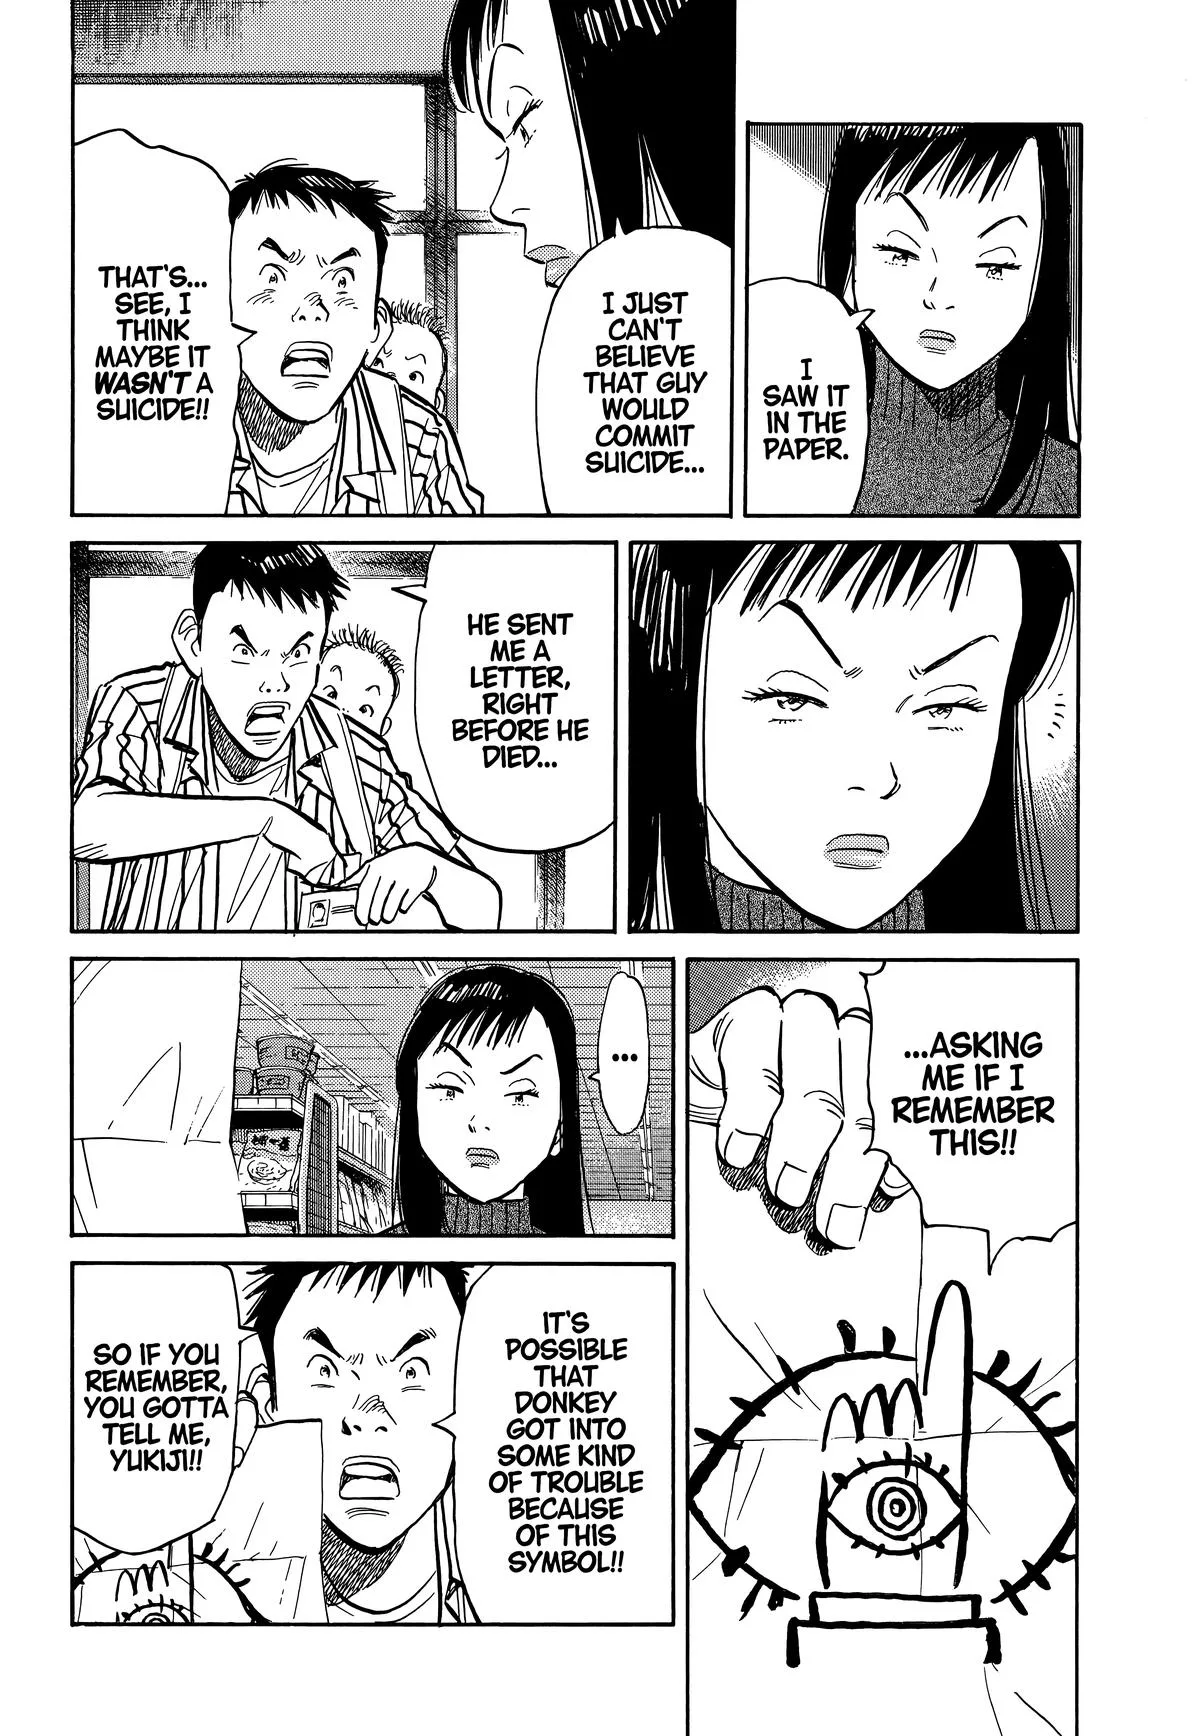 I
SAW IT
IN THE
PAPER.
I JUST
CAN'T
BELIEVE
THAT GUY
WOULD
COMMIT
SUICIDE...
THAT'S...
SEE, I
THINK
MAYBE IT
WASN'T A
SUICIDE!!
HE SENT
ME A
LETTER,
RIGHT
BEFORE HE
DIED...
...ASKING
ME IF I
REMEMBER
THIS!!
...
IT'S
POSSIBLE
THAT
DONKEY
GOT INTO
SOME KIND
OF TROUBLE
BECAUSE
OF THIS
SYMBOL!!
SO IF YOU
REMEMBER,
YOU GOTTA
TELL ME,
YUKIJI!!